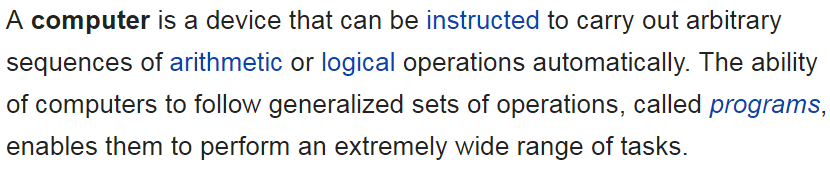 A computer is a device that can be instructed to carry out arbitrary
sequences of arithmetic or logical operations automatically. The ability
of computers to follow generalized sets of operations, called programs,
enables them to perform an extremely wide range of tasks.